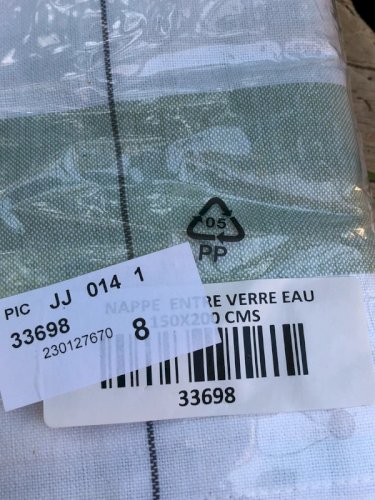 05
PP
PIC JJ 014 1
33698
230127670 8
NAPPE ENTRE VERRE EAU
150X200 CMS
33698